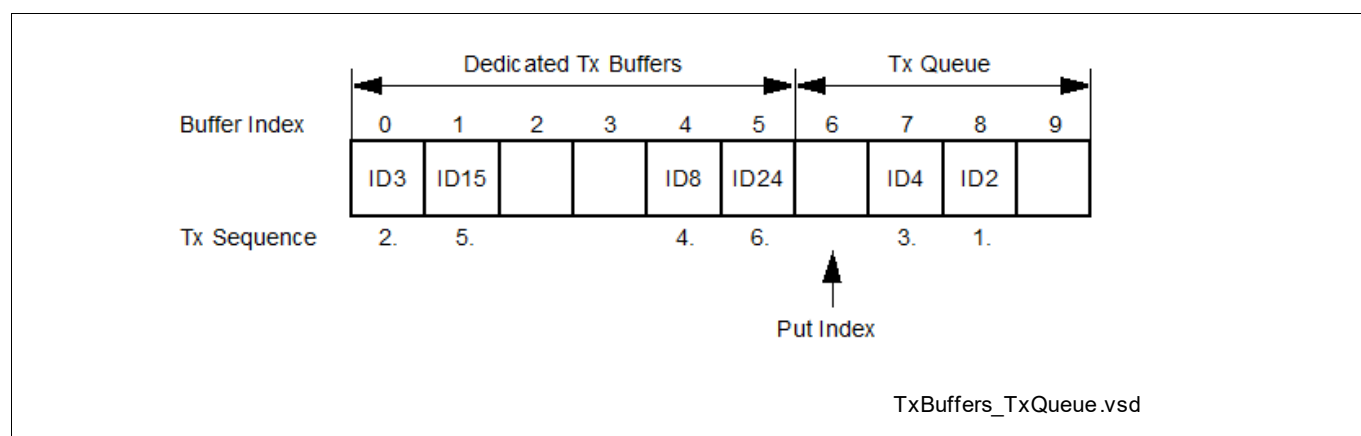 Dedicated Tx Buffers Tx Queue
Buffer Index 0 1 2 3 4 5 6 7 8 9
ID3 ID15 ID8 ID24 ID4 ID2
Tx Sequence 2. 5. 4. 6. 3. 1.
Put Index
TxBuffers_TxQueue.vsd